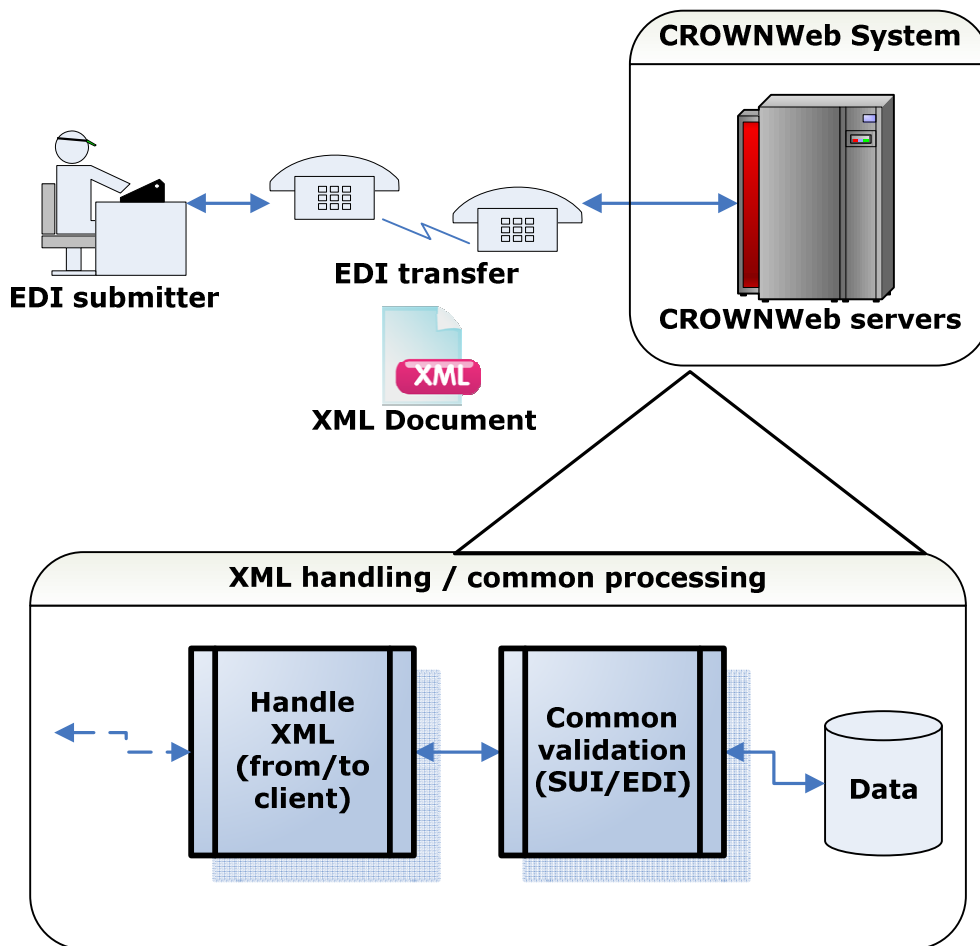 CROWNWeb System
EDI submitter
EDI transfer
CROWNWeb servers
XML
XML Document
XML handling / common processing
Handle
XML
(from/to
client)
Common
validation
(SUI/EDI)
Data